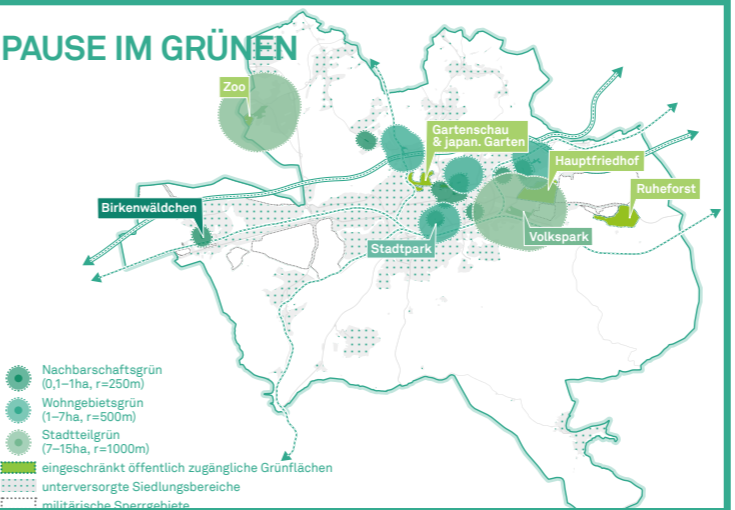 PAUSE IM GRÜNEN
Zoo
Gartenschau
& japan. Garten
Hauptfriedhof
Ruheforst
Birkenwäldchen
Stadtpark
Volkspark
Nachbarschaftsgrün
(0,1–1ha, r=250m)
Wohngebietsgrün
(1–7ha, r=500m)
Stadtteilgrün
(7–15ha, r=1000m)
eingeschränkt öffentlich zugängliche Grünflächen
unterversorgte Siedlungsbereiche
militärische Sperrgebiete